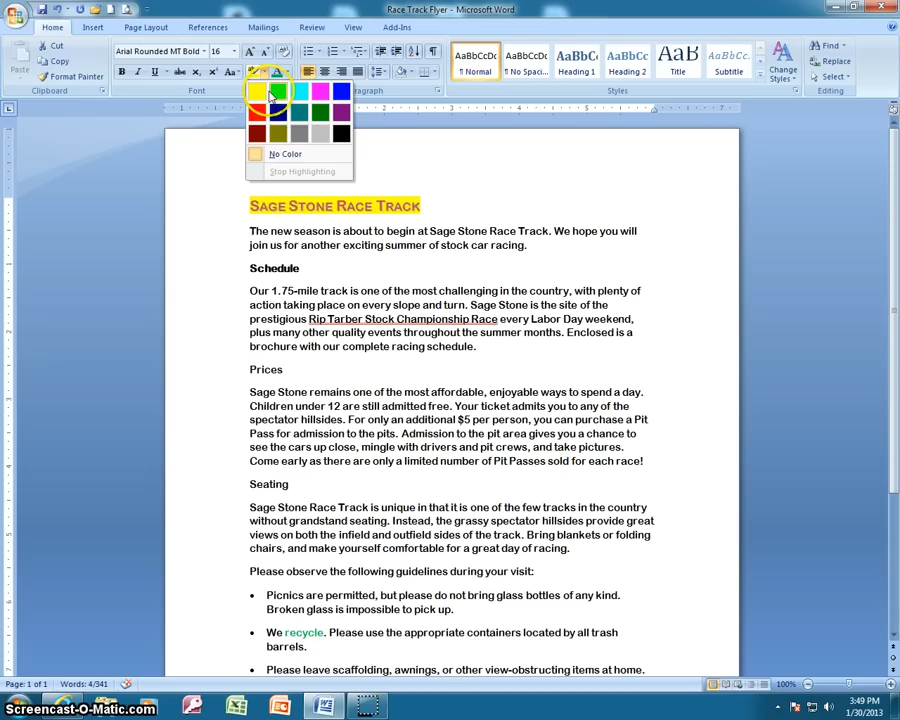 Race Track Flyer - Microsoft Word
Home Insert Page Layout References Mailings Review View Add-Ins
Cut
Copy
Format Painter
Paste
Clipboard
Arial Rounded MT Bold 16
B I U abc X₂ X² Aa
Font
Paragraph
AaBbCcDc AaBbCcDc AaBbC AaBbCc AaB AaBbCc.
¶ Normal ¶ No Spaci... Heading 1 Heading 2 Title Subtitle
Change Styles
Styles
Find
Replace
Select
Editing
No Color
Stop Highlighting
SAGE STONE RACE TRACK
The new season is about to begin at Sage Stone Race Track. We hope you will
join us for another exciting summer of stock car racing.
Schedule
Our 1.75-mile track is one of the most challenging in the country, with plenty of
action taking place on every slope and turn. Sage Stone is the site of the
prestigious Rip Tarber Stock Championship Race every Labor Day weekend,
plus many other quality events throughout the summer months. Enclosed is a
brochure with our complete racing schedule.
Prices
Sage Stone remains one of the most affordable, enjoyable ways to spend a day.
Children under 12 are still admitted free. Your ticket admits you to any of the
spectator hillsides. For only an additional $5 per person, you can purchase a Pit
Pass for admission to the pits. Admission to the pit area gives you a chance to
see the cars up close, mingle with drivers and pit crews, and take pictures.
Come early as there are only a limited number of Pit Passes sold for each race!
Seating
Sage Stone Race Track is unique in that it is one of the few tracks in the country
without grandstand seating. Instead, the grassy spectator hillsides provide great
views on both the infield and outfield sides of the track. Bring blankets or folding
chairs, and make yourself comfortable for a great day of racing.
Please observe the following guidelines during your visit:
• Picnics are permitted, but please do not bring glass bottles of any kind.
Broken glass is impossible to pick up.
• We recycle. Please use the appropriate containers located by all trash
barrels.
• Please leave scaffolding, awnings, or other view-obstructing items at home.
Page: 1 of 1 Words: 4/341
100%
3:49 PM
1/30/2013
Screencast-O-Matic.com